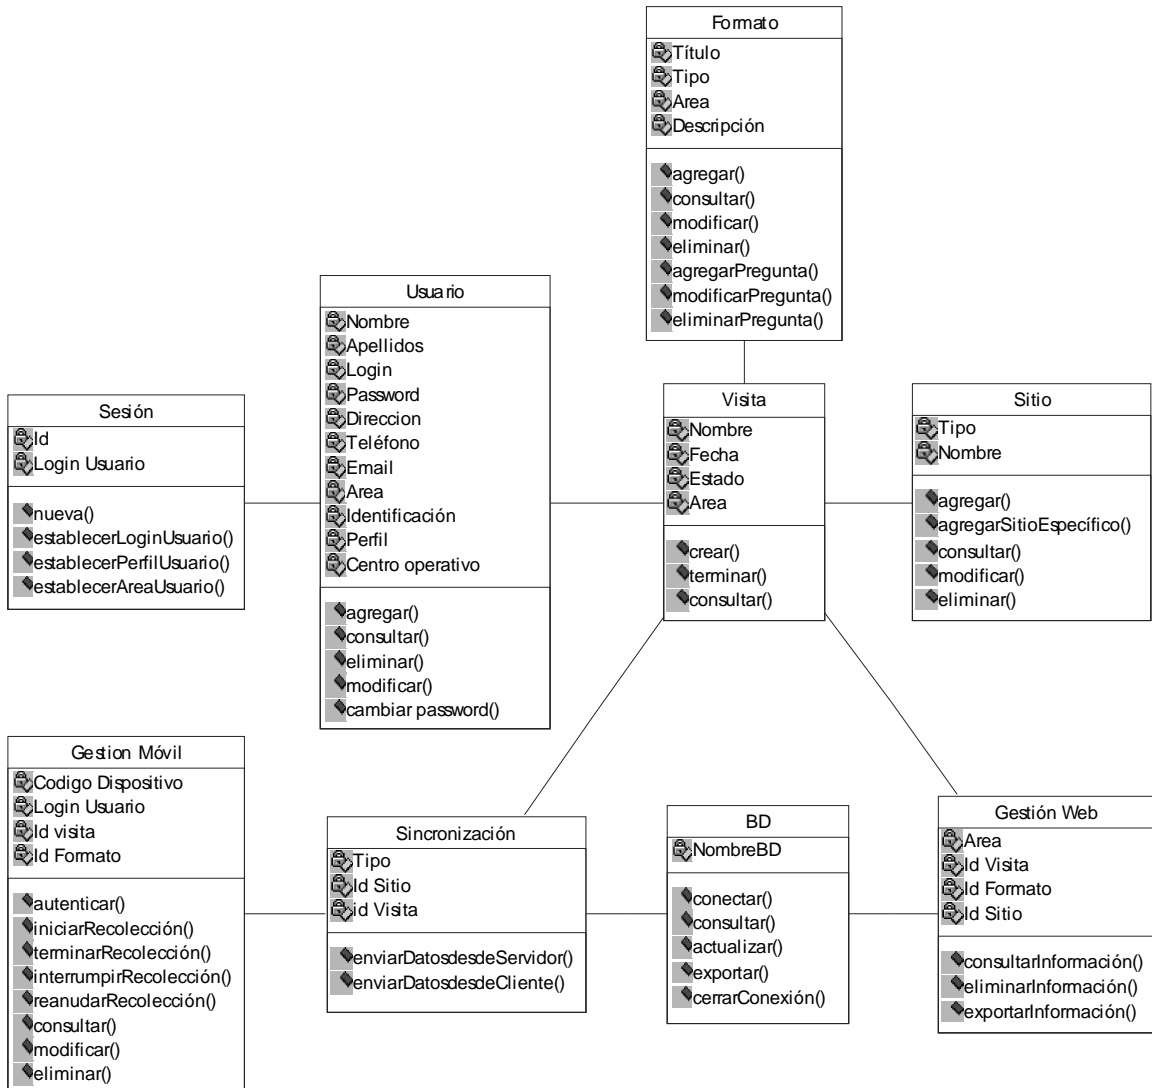 Formato
Título
Tipo
Area
Descripción
agregar()
consultar()
modificar()
eliminar()
agregarPregunta()
modificarPregunta()
eliminarPregunta()
Usuario
Nombre
Apellidos
Login
Password
Direccion
Teléfono
Email
Area
Identificación
Perfil
Centro operativo
agregar()
consultar()
eliminar()
modificar()
cambiar password()
Sesión
Id
Login Usuario
nueva()
establecerLoginUsuario()
establecerPerfilUsuario()
establecerAreaUsuario()
Visita
Nombre
Fecha
Estado
Area
crear()
terminar()
consultar()
Sitio
Tipo
Nombre
agregar()
agregarSitioEspecífico()
consultar()
modificar()
eliminar()
Gestion Móvil
Codigo Dispositivo
Login Usuario
Id visita
Id Formato
autenticar()
iniciarRecolección()
terminarRecolección()
interrumpirRecolección()
reanudarRecolección()
consultar()
modificar()
eliminar()
Sincronización
Tipo
Id Sitio
id Visita
enviarDatosdesdeServidor()
enviarDatosdesdeCliente()
BD
NombreBD
conectar()
consultar()
actualizar()
exportar()
cerrarConexión()
Gestión Web
Area
Id Visita
Id Formato
Id Sitio
consultarInformación()
eliminarInformación()
exportarInformación()